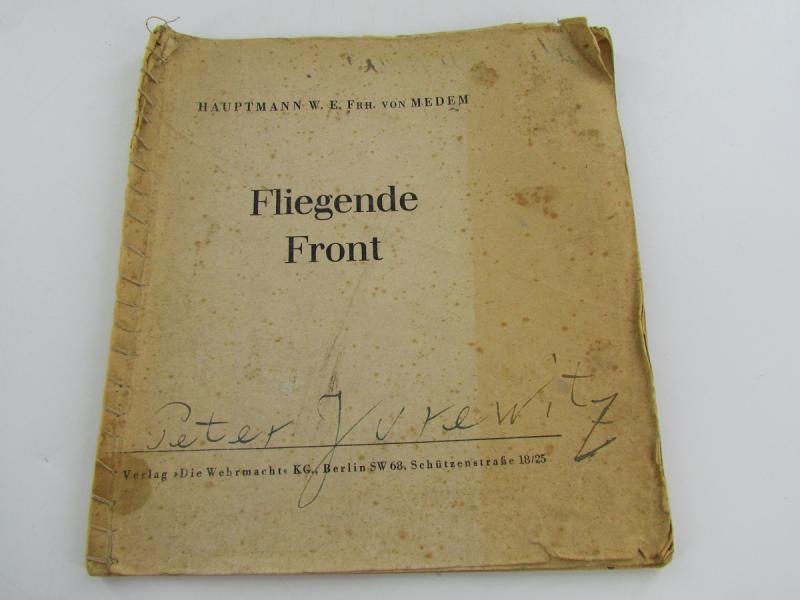 HAUPTMANN W. E. FRH. VON MEDEM
Fliegende
Front
Peter Jurewitz
Verlag »Die Wehrmacht« KG., Berlin SW 68, Schützenstraße 18/25